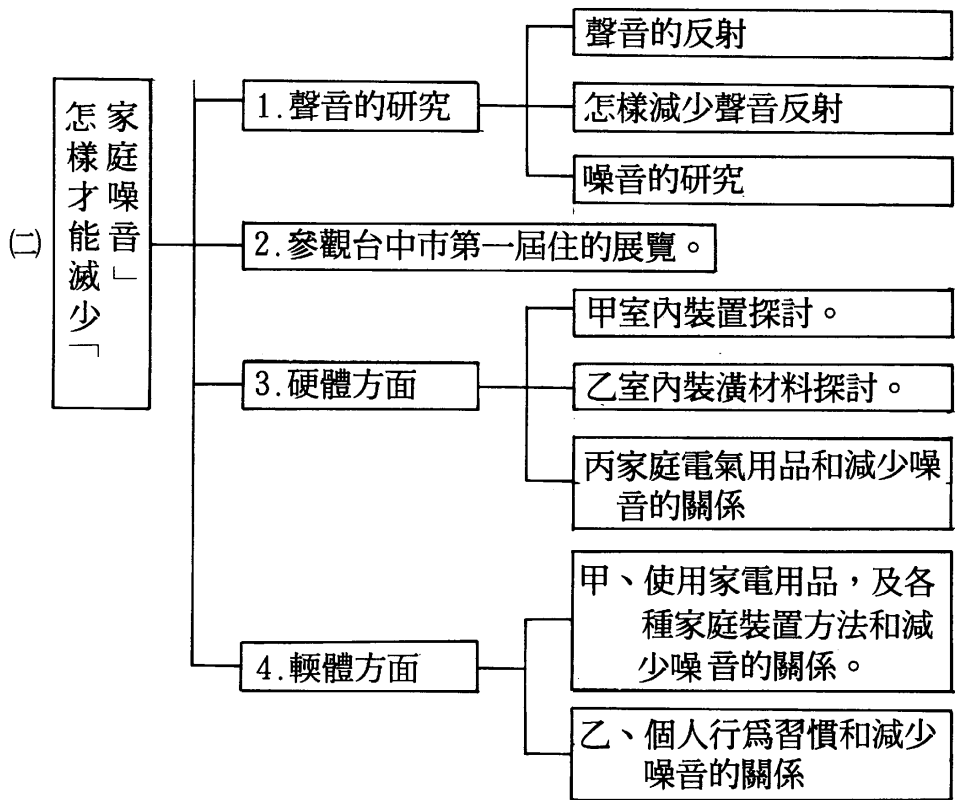 ㈡
怎樣才能滅少「
家庭噪音」
1.聲音的研究
聲音的反射
怎樣減少聲音反射
噪音的研究
2.參觀台中市第一屆住的展覽。
3.硬體方面
甲室內裝置探討。
乙室內裝潢材料探討。
丙家庭電氣用品和減少噪
音的關係
4.輭體方面
甲、使用家電用品，及各
種家庭裝置方法和減
少噪音的關係。
乙、個人行爲習慣和減少
噪音的關係